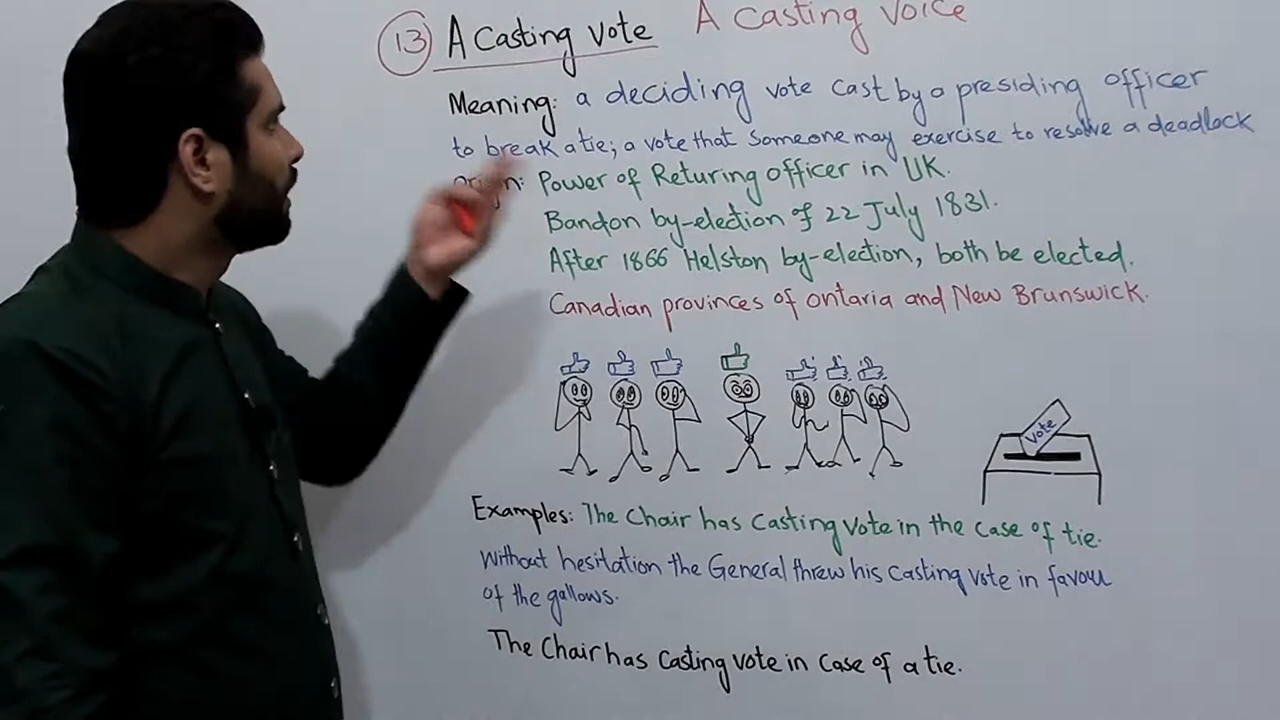 13 A Casting Vote A Casting Voice
Meaning: a deciding vote cast by a presiding officer
to break a tie; a vote that someone may exercise to resolve a deadlock
Power of Returing officer in UK.
Bandon by-election of 22 July 1831.
After 1866 Helston by-election, both be elected.
Canadian provinces of Ontaria and New Brunswick.
Vote
Examples: The Chair has Casting Vote in the case of tie.
Without hesitation the General threw his Casting Vote in favou
of the gallows.
The Chair has Casting Vote in Case of a tie.